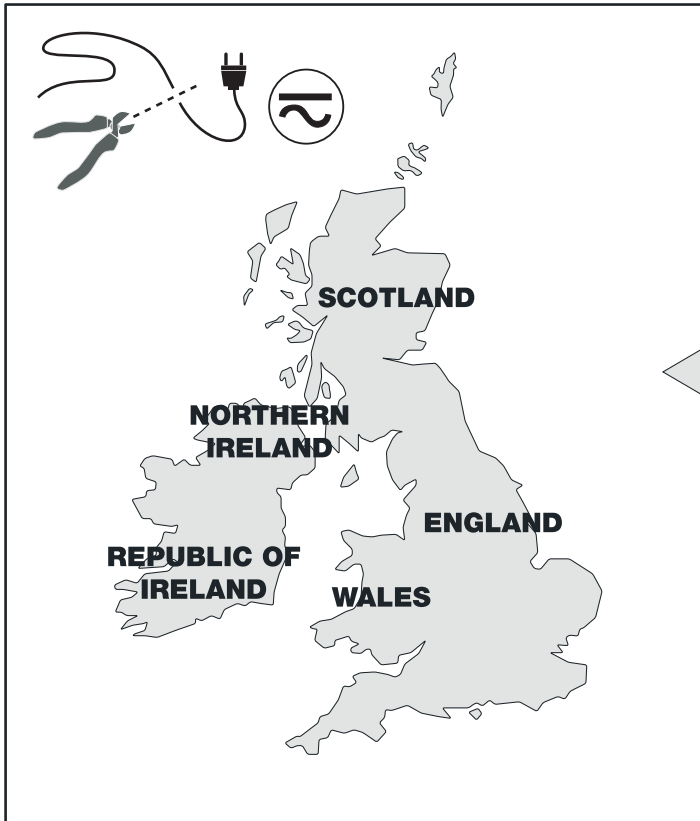 SCOTLAND
NORTHERN
IRELAND
ENGLAND
REPUBLIC OF
IRELAND
WALES